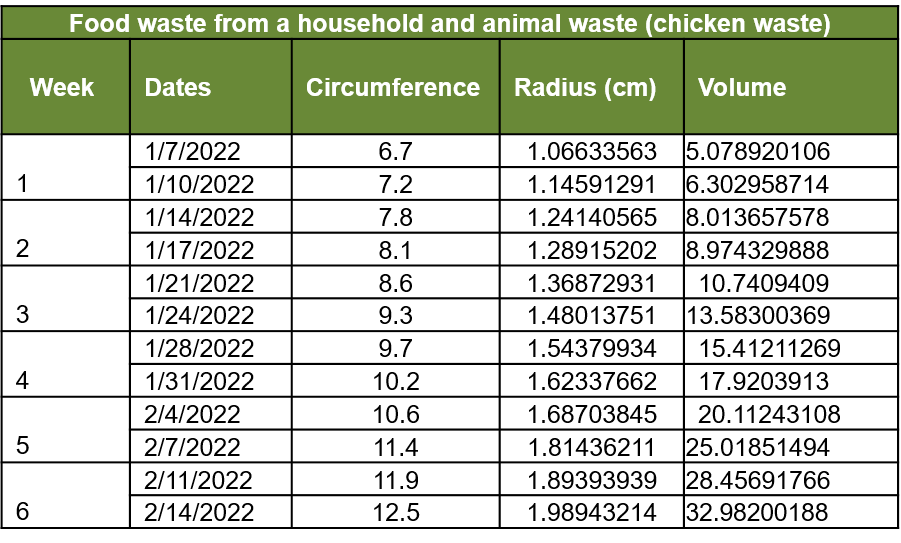 Food waste from a household and animal waste (chicken waste)
Week Dates Circumference Radius (cm) Volume
1/7/2022 6.7 1.06633563 5.078920106
1 1/10/2022 7.2 1.14591291 6.302958714
1/14/2022 7.8 1.24140565 8.013657578
2 1/17/2022 8.1 1.28915202 8.974329888
1/21/2022 8.6 1.36872931 10.7409409
3 1/24/2022 9.3 1.48013751 13.58300369
1/28/2022 9.7 1.54379934 15.41211269
4 1/31/2022 10.2 1.62337662 17.9203913
2/4/2022 10.6 1.68703845 20.11243108
5 2/7/2022 11.4 1.81436211 25.01851494
2/11/2022 11.9 1.89393939 28.45691766
6 2/14/2022 12.5 1.98943214 32.98200188